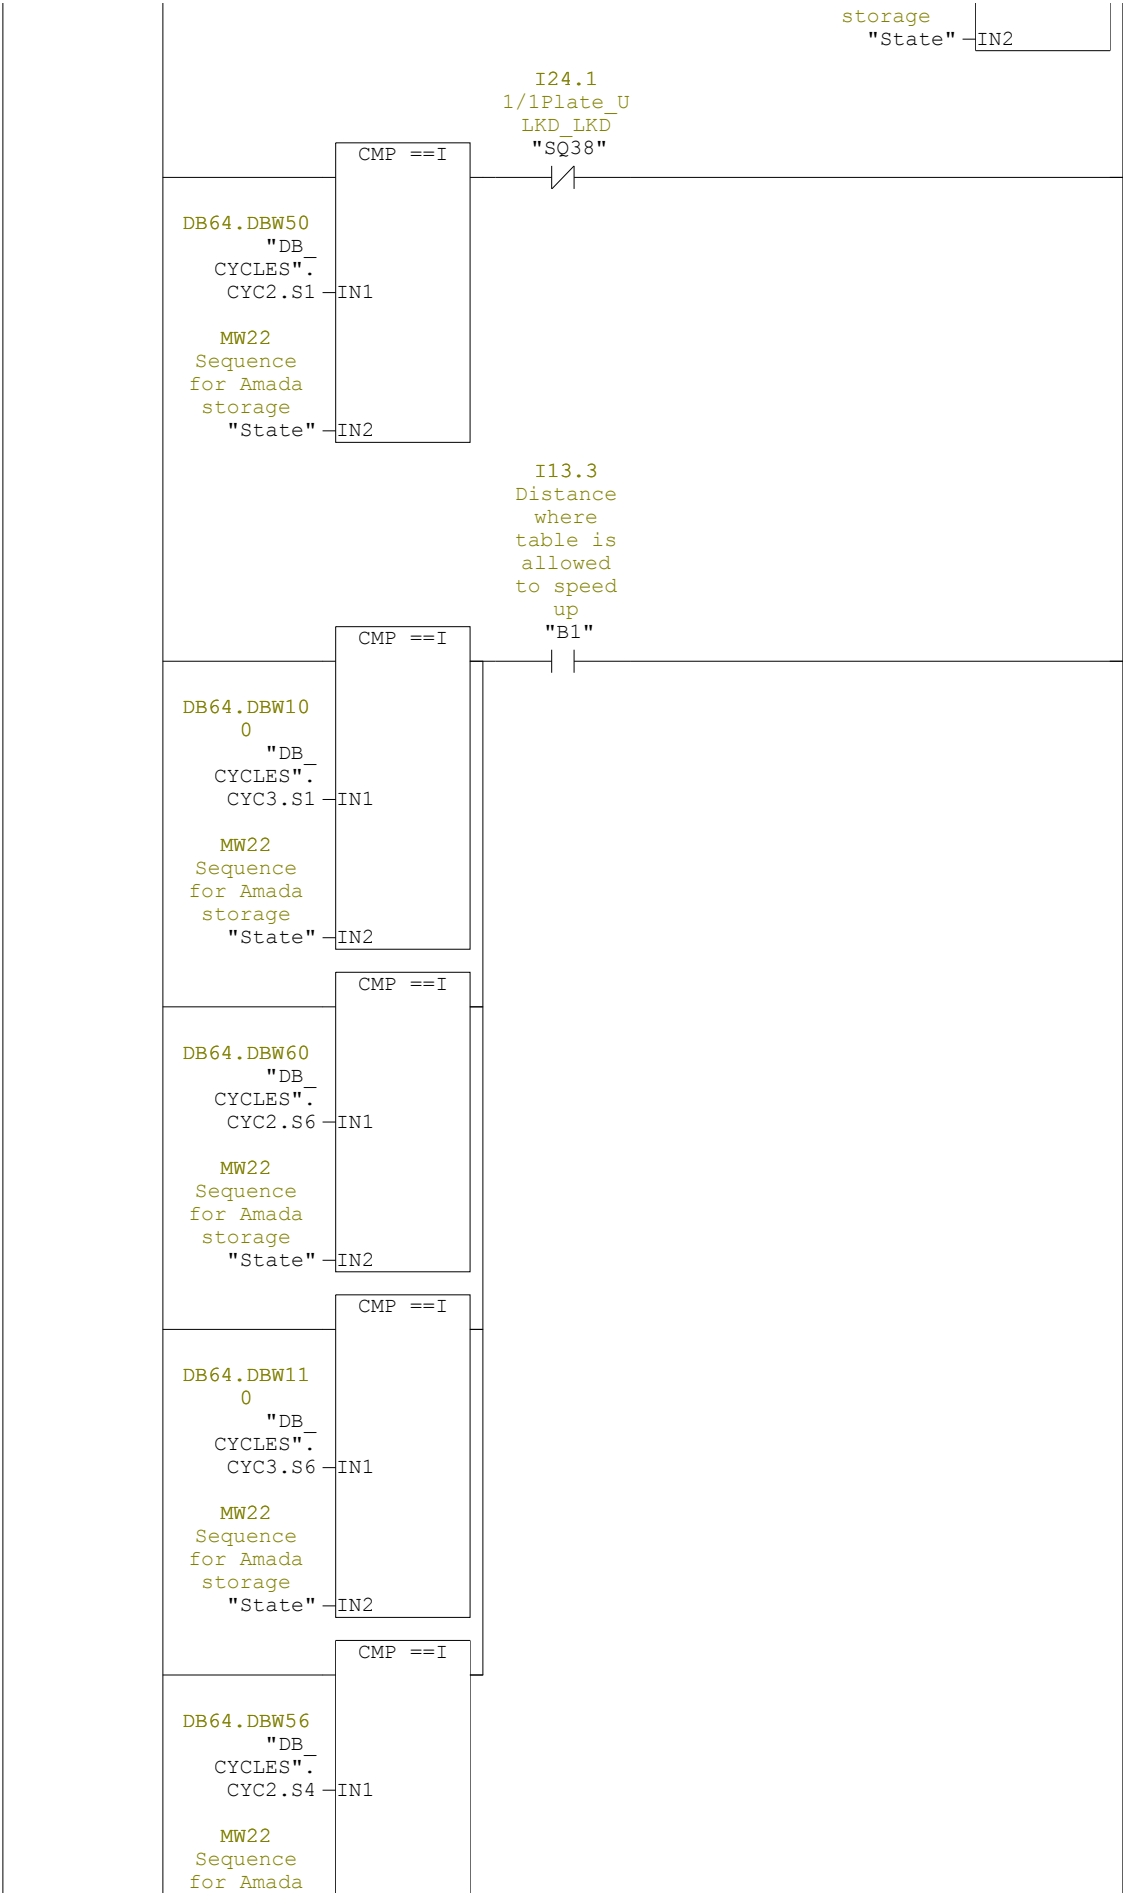 storage
"State" IN2
I24.1
1/1Plate_U
LKD_LKD
"SQ38"
CMP ==I
DB64.DBW50
"DB_
CYCLES".
CYC2.S1 IN1
MW22
Sequence
for Amada
storage
"State" IN2
I13.3
Distance
where
table is
allowed
to speed
up
"B1"
CMP ==I
DB64.DBW10
0
"DB_
CYCLES".
CYC3.S1 IN1
MW22
Sequence
for Amada
storage
"State" IN2
CMP ==I
DB64.DBW60
"DB_
CYCLES".
CYC2.S6 IN1
MW22
Sequence
for Amada
storage
"State" IN2
CMP ==I
DB64.DBW11
0
"DB_
CYCLES".
CYC3.S6 IN1
MW22
Sequence
for Amada
storage
"State" IN2
CMP ==I
DB64.DBW56
"DB_
CYCLES".
CYC2.S4 IN1
MW22
Sequence
for Amada